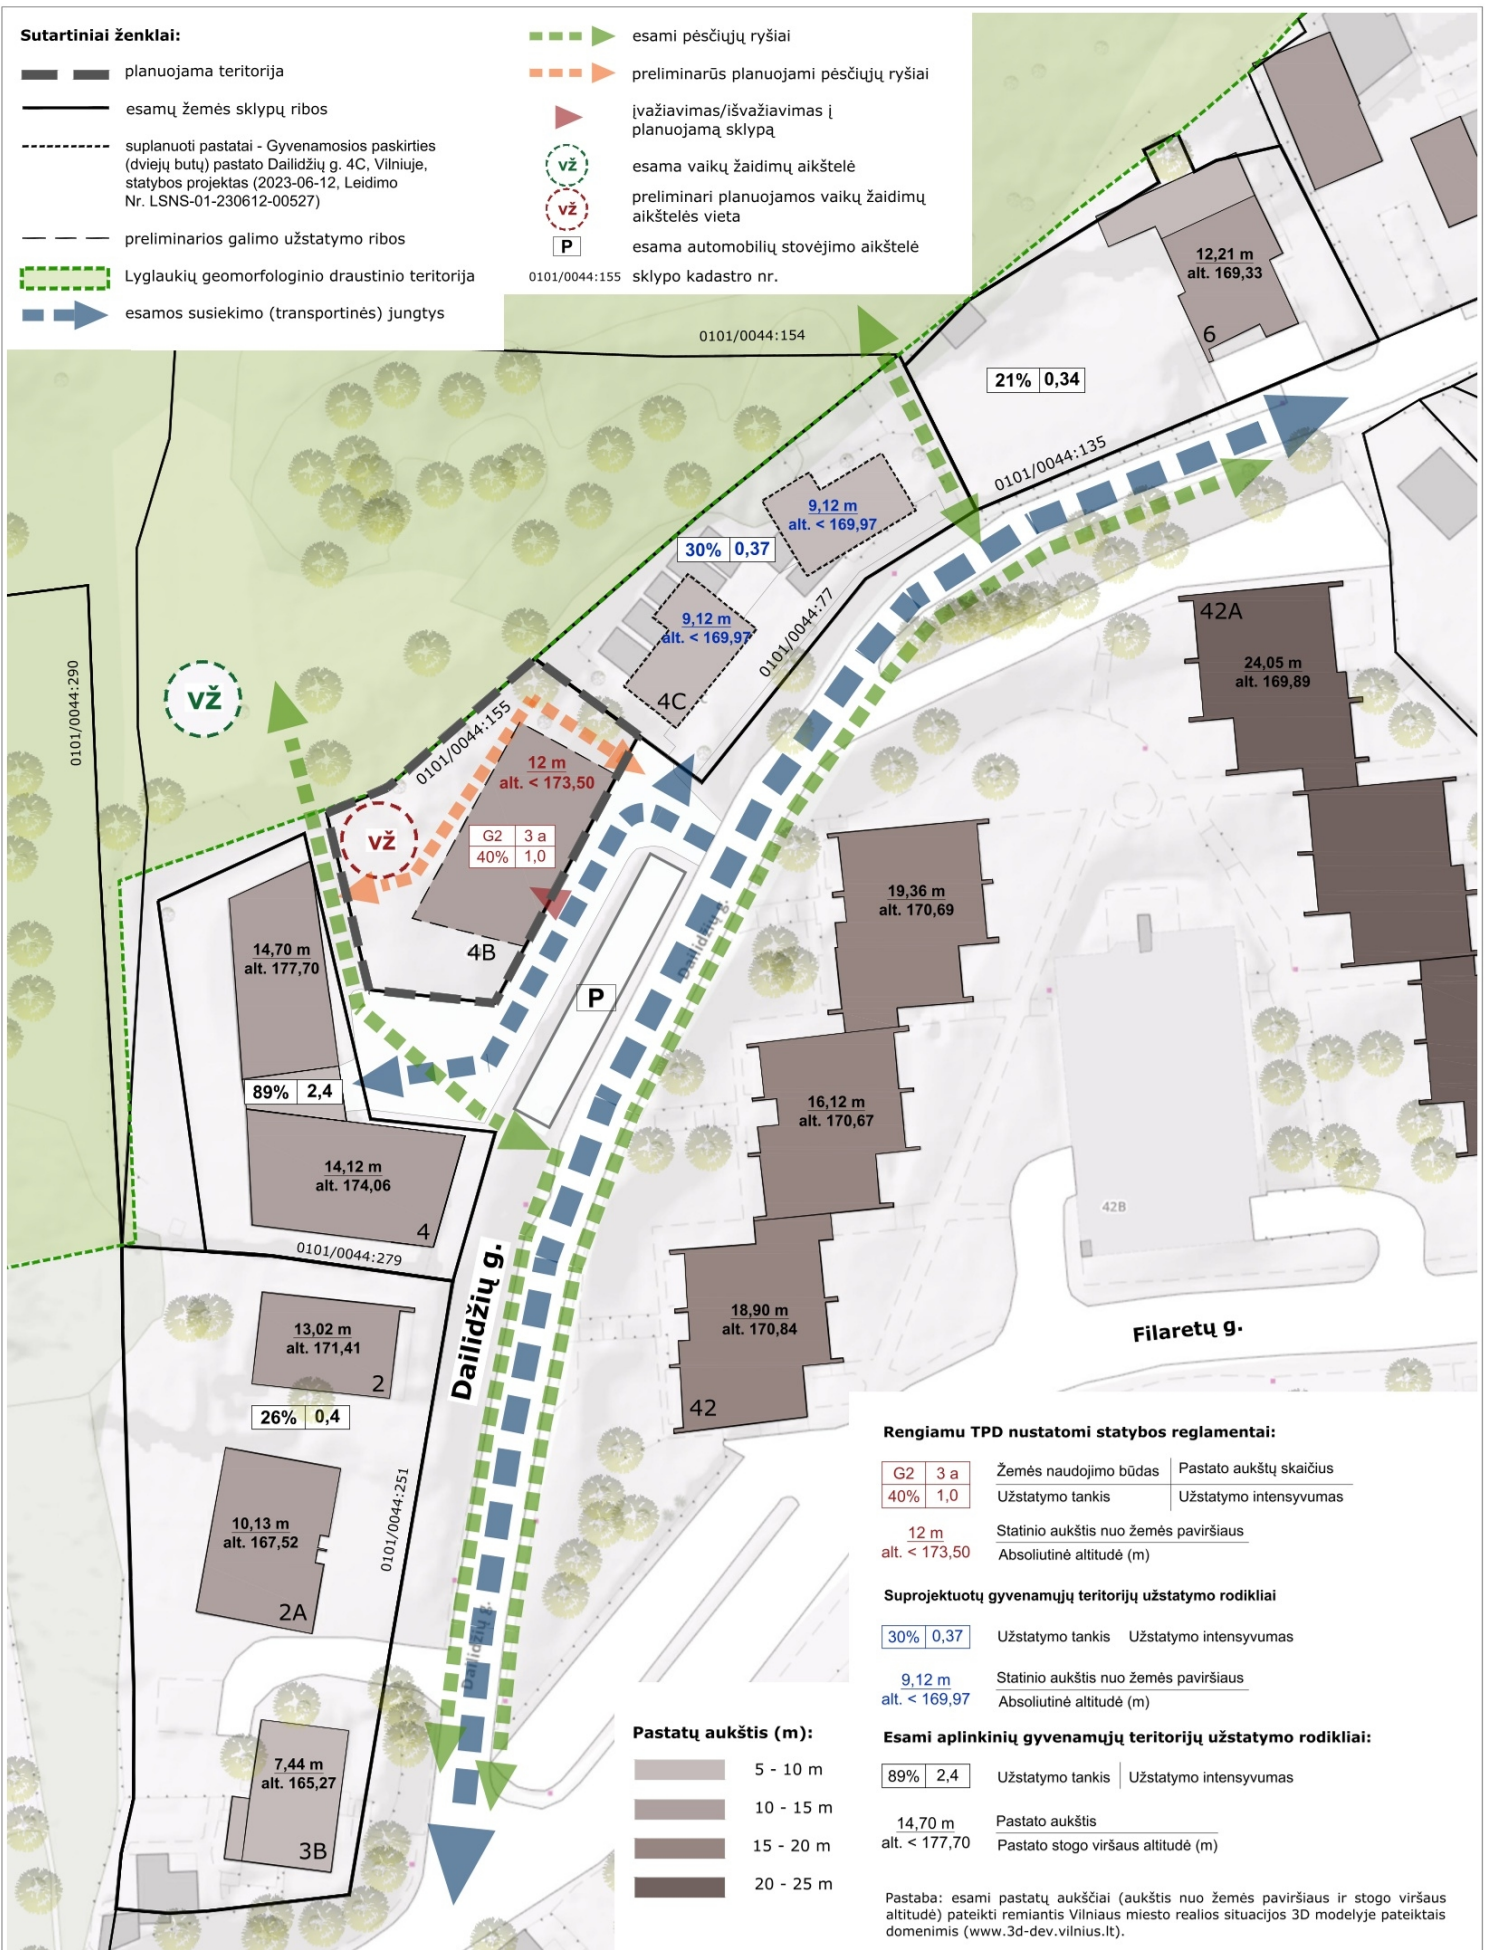 Sutartiniai ženklai:
planuojama teritorija
esamų žemės sklypų ribos
suplanuoti pastatai - Gyvenamosios paskirties
(dviejų butų) pastato Dailidžių g. 4C, Vilniuje,
statybos projektas (2023-06-12, Leidimo
Nr. LSNS-01-230612-00527)
preliminarios galimo užstatymo ribos
Lyglaukių geomorfologinio draustinio teritorija
esamos susiekimo (transportinės) jungtys
esami pėsčiųjų ryšiai
preliminarūs planuojami pėsčiųjų ryšiai
įvažiavimas/išvažiavimas į
planuojamą sklypą
vž esama vaikų žaidimų aikštelė
vž preliminari planuojamos vaikų žaidimų
aikštelės vieta
P esama automobilių stovėjimo aikštelė
0101/0044:155 sklypo kadastro nr.
12,21 m
alt. 169,33
6
0101/0044:154
21% 0,34
0101/0044:135
9,12 m
alt. < 169,97
30% 0,37
9,12 m
alt. < 169,97
4C
0101/0044:77
42A
24,05 m
alt. 169,89
0101/0044:290
vž
0101/0044:155
12 m
alt. < 173,50
vž
G2 3 a
40% 1,0
4B
19,36 m
alt. 170,69
Dailidžių g.
14,70 m
alt. 177,70
P
89% 2,4
16,12 m
alt. 170,67
14,12 m
alt. 174,06
4
42B
0101/0044:279
Dailidžių g.
13,02 m
alt. 171,41
2
18,90 m
alt. 170,84
42
Filaretų g.
26% 0,4
0101/0044:251
10,13 m
alt. 167,52
2A
Dailidžių g.
7,44 m
alt. 165,27
3B
Pastatų aukštis (m):
5 - 10 m
10 - 15 m
15 - 20 m
20 - 25 m
Rengiamu TPD nustatomi statybos reglamentai:
G2 3 a Žemės naudojimo būdas Pastato aukštų skaičius
40% 1,0 Užstatymo tankis Užstatymo intensyvumas
12 m Statinio aukštis nuo žemės paviršiaus
alt. < 173,50 Absoliutinė altitudė (m)
Suprojektuotų gyvenamųjų teritorijų užstatymo rodikliai
30% 0,37 Užstatymo tankis Užstatymo intensyvumas
9,12 m Statinio aukštis nuo žemės paviršiaus
alt. < 169,97 Absoliutinė altitudė (m)
Esami aplinkinių gyvenamųjų teritorijų užstatymo rodikliai:
89% 2,4 Užstatymo tankis Užstatymo intensyvumas
14,70 m Pastato aukštis
alt. < 177,70 Pastato stogo viršaus altitudė (m)
Pastaba: esami pastatų aukščiai (aukštis nuo žemės paviršiaus ir stogo viršaus
altitudė) pateikti remiantis Vilniaus miesto realios situacijos 3D modelyje pateiktais
domenimis (www.3d-dev.vilnius.lt).